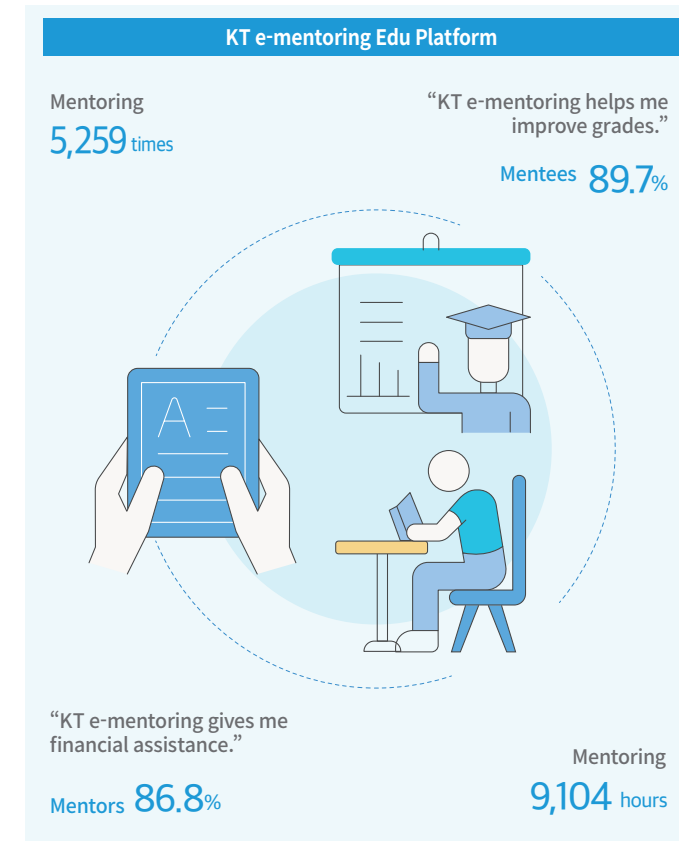 KT e-mentoring Edu Platform
Mentoring
5,259 times
“KT e-mentoring helps me
improve grades.”
Mentees 89.7%
A
“KT e-mentoring gives me
financial assistance.”
Mentors 86.8%
Mentoring
9,104 hours